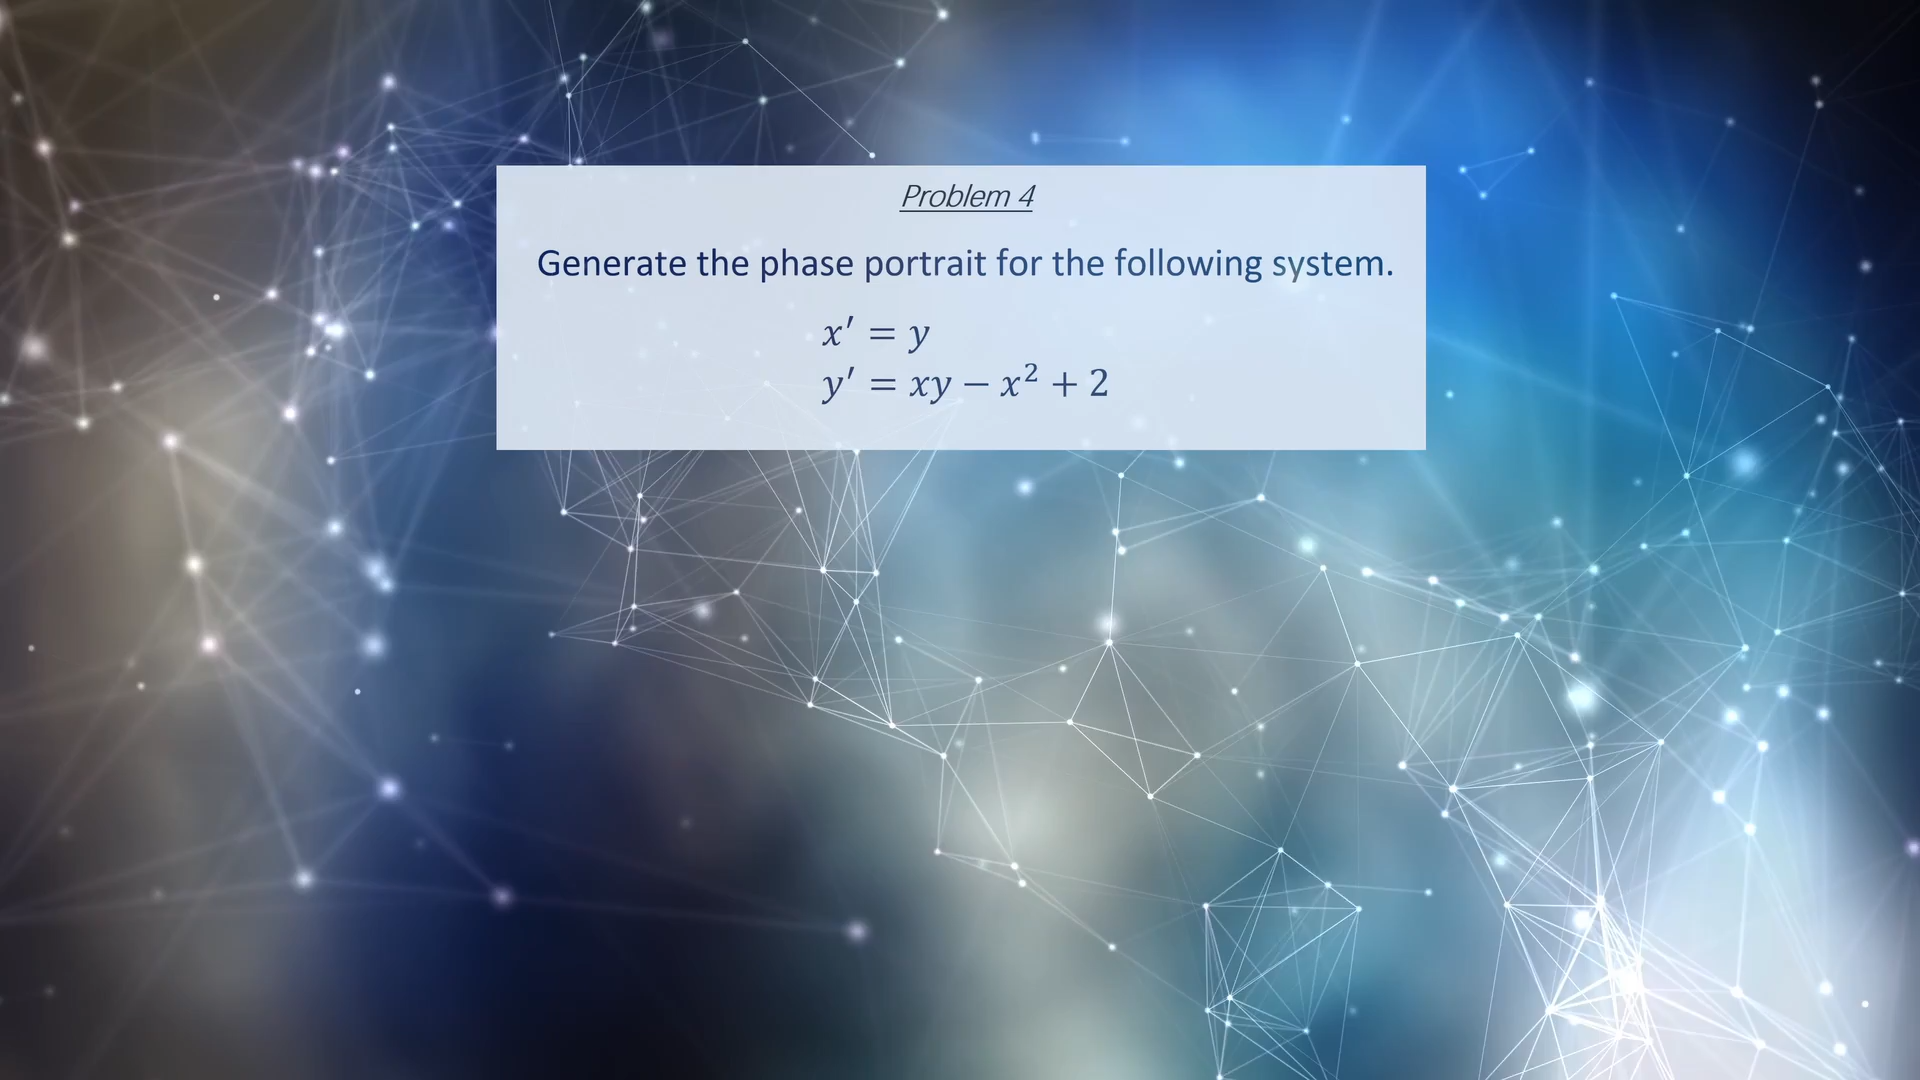 Problem 4
Generate the phase portrait for the following system.
x′ = y
y′ = xy − x² + 2